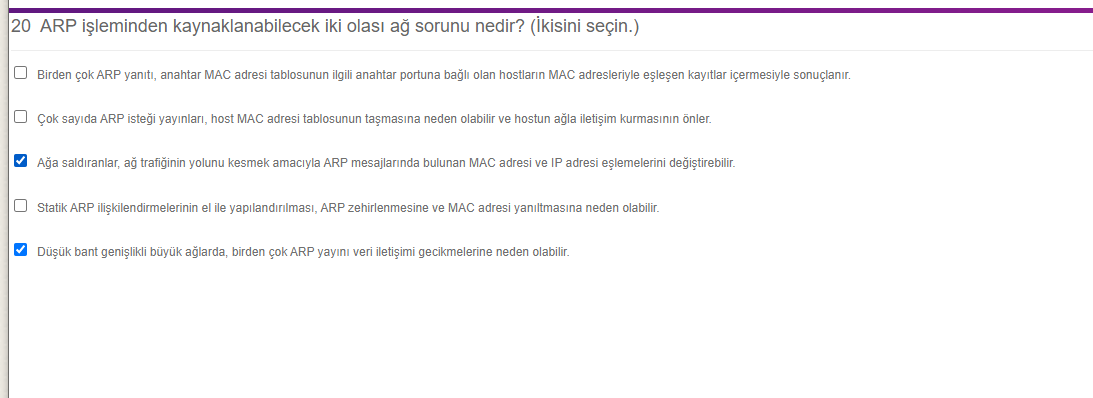 20 ARP işleminden kaynaklanabilecek iki olası ağ sorunu nedir? (İkisini seçin.)
Birden çok ARP yanıtı, anahtar MAC adresi tablosunun ilgili anahtar portuna bağlı olan hostların MAC adresleriyle eşleşen kayıtlar içermesiyle sonuçlanır.
Çok sayıda ARP isteği yayınları, host MAC adresi tablosunun taşmasına neden olabilir ve hostun ağla iletişim kurmasının önler.
Ağa saldıranlar, ağ trafiğinin yolunu kesmek amacıyla ARP mesajlarında bulunan MAC adresi ve IP adresi eşlemelerini değiştirebilir.
Statik ARP ilişkilendirmelerinin el ile yapılandırılması, ARP zehirlenmesine ve MAC adresi yanıltmasına neden olabilir.
Düşük bant genişlikli büyük ağlarda, birden çok ARP yayını veri iletişimi gecikmelerine neden olabilir.